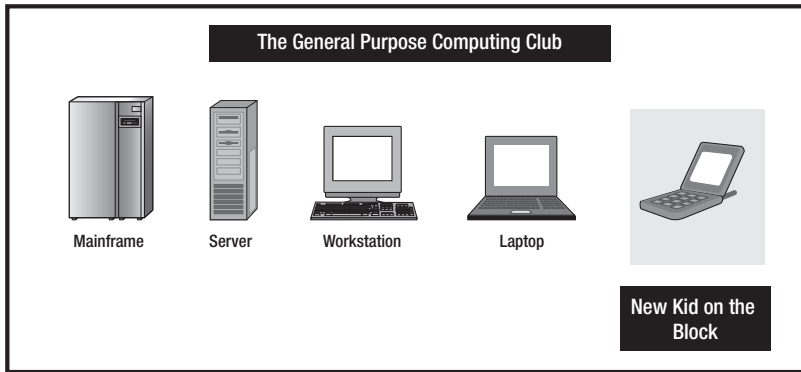 The General Purpose Computing Club
Mainframe
Server
Workstation
Laptop
New Kid on the
Block